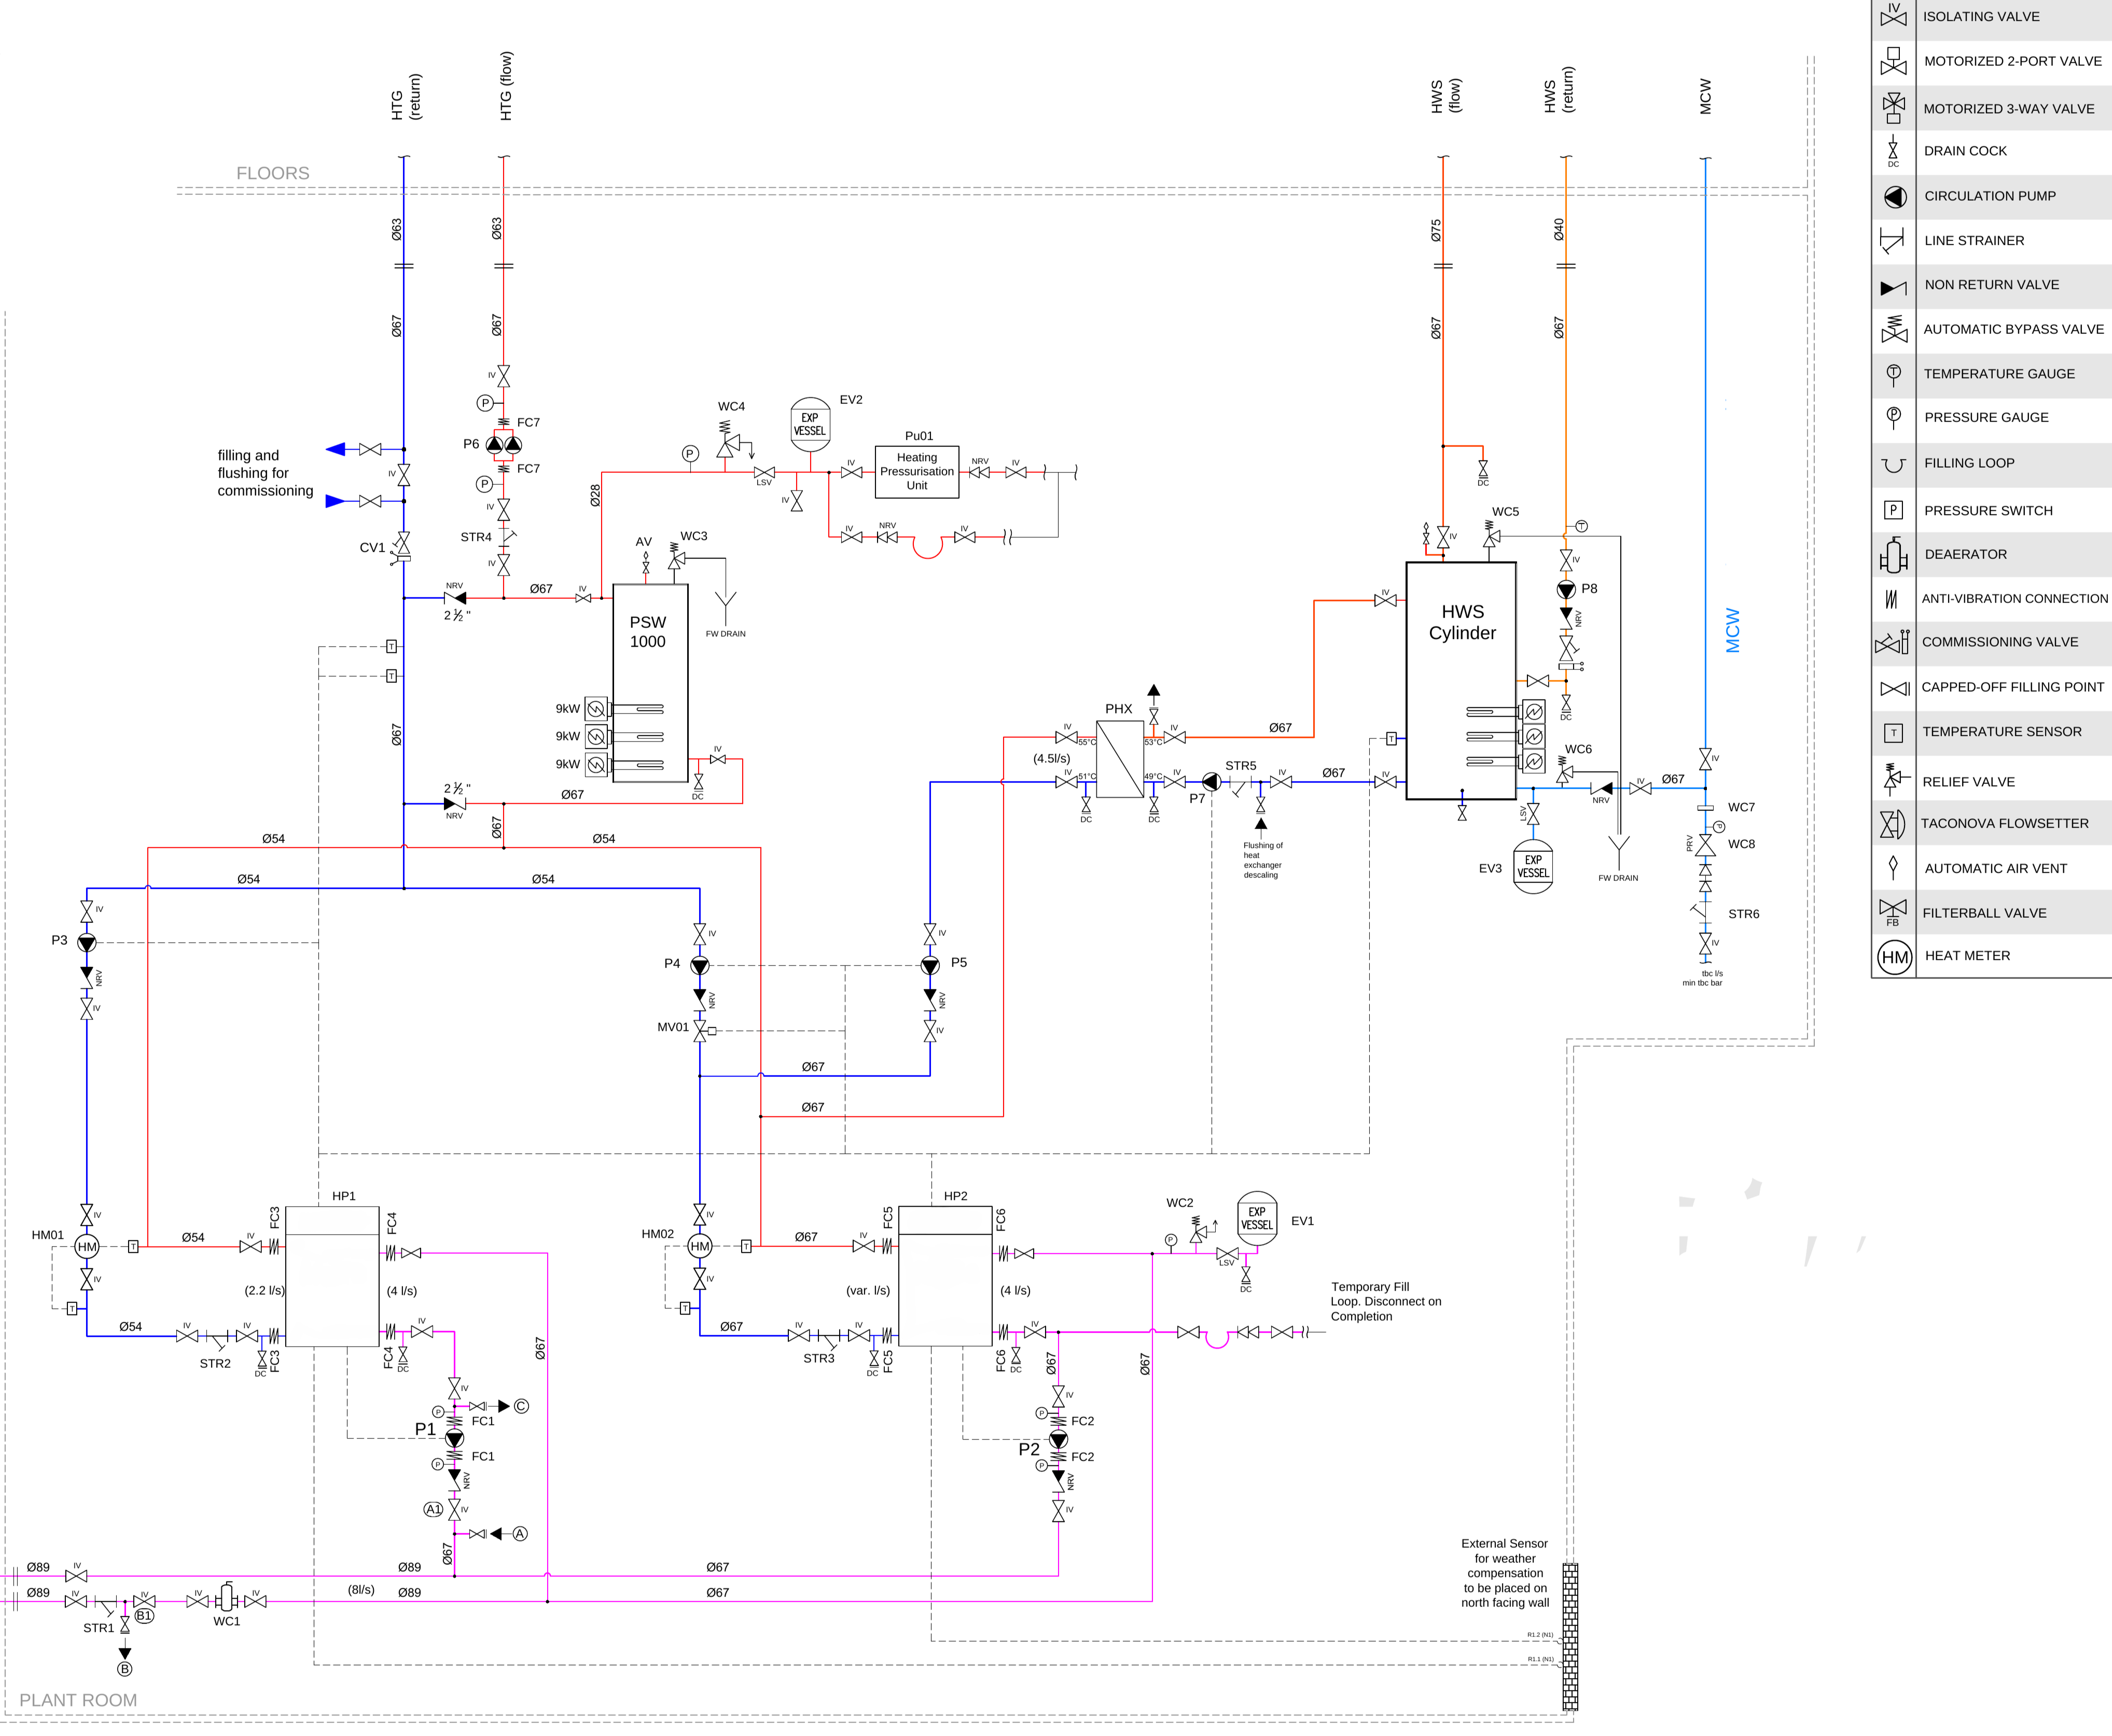 HTG
(return)
HTG (flow)
HWS
(flow)
HWS
(return)
MCW
FLOORS
Ø63
Ø63
Ø75
Ø40
Ø67
Ø67
Ø67
Ø67
IV
P
FC7
P6
FC7
P
IV
STR4
IV
filling and
flushing for
commissioning
IV
CV1
NRV
2 ½ "
Ø67
IV
Ø28
AV
WC3
FW DRAIN
P
WC4
LSV
EXP
VESSEL
EV2
IV
IV
Pu01
Heating
Pressurisation
Unit
NRV
IV
IV
NRV
IV
PSW
1000
9kW
9kW
9kW
IV
DC
T
T
Ø67
2 ½ "
NRV
Ø67
Ø67
Ø54
Ø54
Ø54
Ø54
DC
IV
WC5
T
IV
P8
NRV
DC
HWS
Cylinder
IV
IV
T
WC6
NRV
IV
Ø67
LSV
EV3
EXP
VESSEL
FW DRAIN
MCW
IV
WC7
P
PRV
WC8
STR6
IV
tbc l/s
min tbc bar
PHX
IV
55°C
53°C
IV
Ø67
(4.5l/s)
IV
51°C
49°C
IV
DC
DC
P7
STR5
DC
IV
Ø67
Flushing of
heat
exchanger
descaling
IV
P3
NRV
IV
IV
P4
NRV
MV01
IV
P5
NRV
IV
Ø67
Ø67
IV
HM01
HM
T
IV
T
Ø54
Ø54
IV
FC3
HP1
FC4
(2.2 l/s)
(4 l/s)
IV
STR2
IV
DC
FC3
FC4
DC
IV
IV
HM02
HM
T
IV
T
Ø67
Ø67
IV
FC5
HP2
FC6
(var. l/s)
(4 l/s)
IV
STR3
IV
DC
FC5
FC6
DC
IV
P
WC2
LSV
DC
EXP
VESSEL
EV1
Temporary Fill
Loop. Disconnect on
Completion
Ø67
Ø67
Ø67
IV
C
P
FC1
P1
FC1
P
NRV
A1
IV
A
Ø67
IV
P
FC2
P2
FC2
P
NRV
IV
Ø89
IV
Ø89
Ø67
Ø89
IV
STR1
IV
B1
B
IV
WC1
IV
(8l/s)
Ø89
Ø67
External Sensor
for weather
compensation
to be placed on
north facing wall
R1.2 (N1)
R1.1 (N1)
PLANT ROOM
IV
ISOLATING VALVE
MOTORIZED 2-PORT VALVE
MOTORIZED 3-WAY VALVE
DC
DRAIN COCK
CIRCULATION PUMP
LINE STRAINER
NON RETURN VALVE
AUTOMATIC BYPASS VALVE
T
TEMPERATURE GAUGE
P
PRESSURE GAUGE
FILLING LOOP
P
PRESSURE SWITCH
DEAERATOR
ANTI-VIBRATION CONNECTION
COMMISSIONING VALVE
CAPPED-OFF FILLING POINT
T
TEMPERATURE SENSOR
RELIEF VALVE
TACONOVA FLOWSETTER
AUTOMATIC AIR VENT
FB
FILTERBALL VALVE
HM
HEAT METER